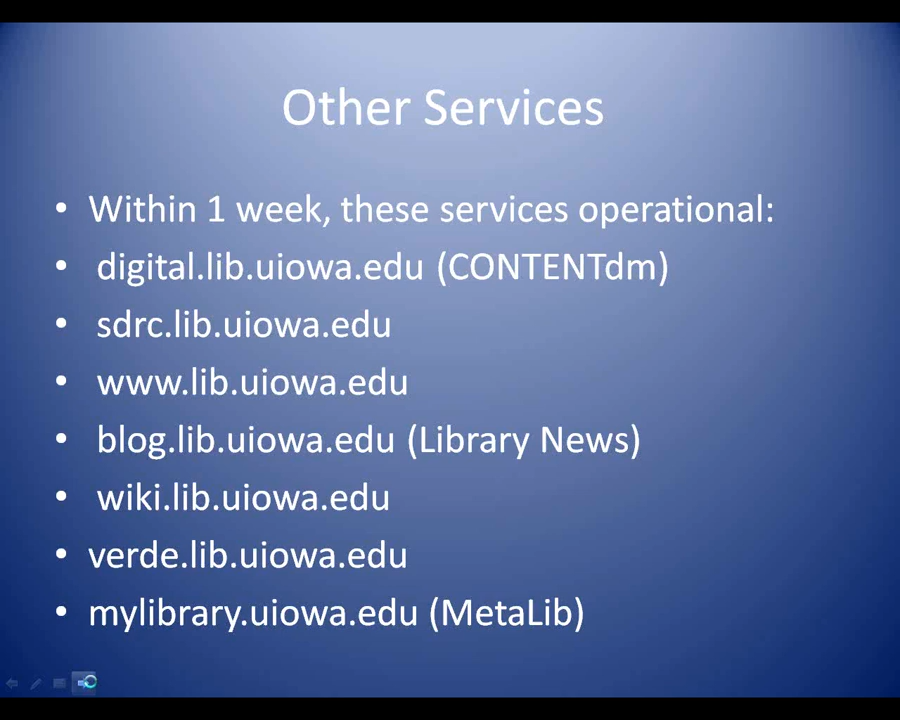 Other Services
• Within 1 week, these services operational:
• digital.lib.uiowa.edu (CONTENTdm)
• sdrc.lib.uiowa.edu
• www.lib.uiowa.edu
• blog.lib.uiowa.edu (Library News)
• wiki.lib.uiowa.edu
• verde.lib.uiowa.edu
• mylibrary.uiowa.edu (MetaLib)